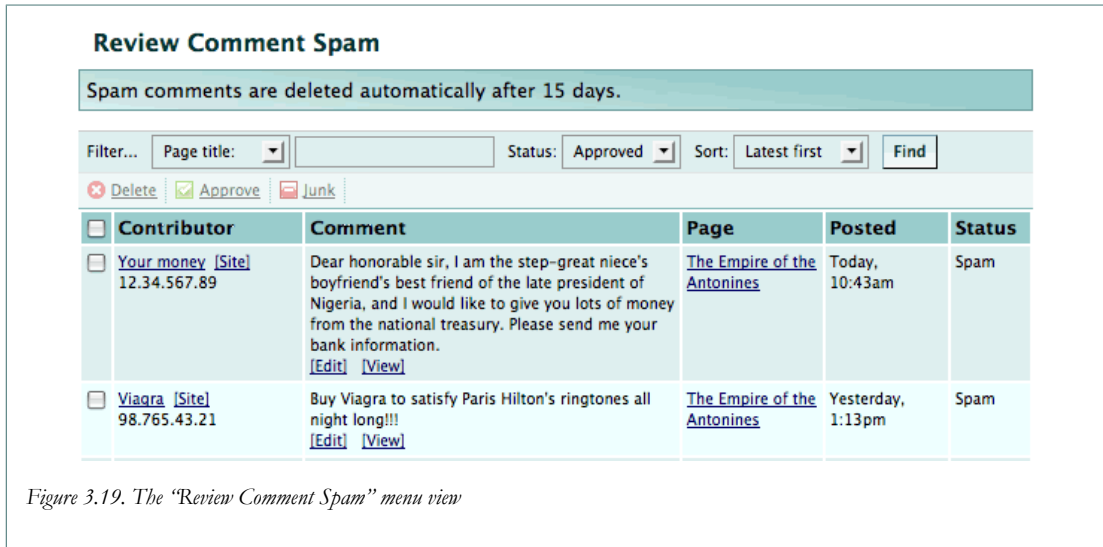 Review Comment Spam
Spam comments are deleted automatically after 15 days.
Filter... Page title: Status: Approved Sort: Latest first Find
Delete Approve Junk
Contributor Comment Page Posted Status
Your money [Site] Dear honorable sir, I am the step-great niece's The Empire of the Today, Spam
12.34.567.89 boyfriend's best friend of the late president of Antonines 10:43am
Nigeria, and I would like to give you lots of money
from the national treasury. Please send me your
bank information.
[Edit] [View]
Viagra [Site] Buy Viagra to satisfy Paris Hilton's ringtones all The Empire of the Yesterday, Spam
98.765.43.21 night long!!! Antonines 1:13pm
[Edit] [View]
Figure 3.19. The “Review Comment Spam” menu view